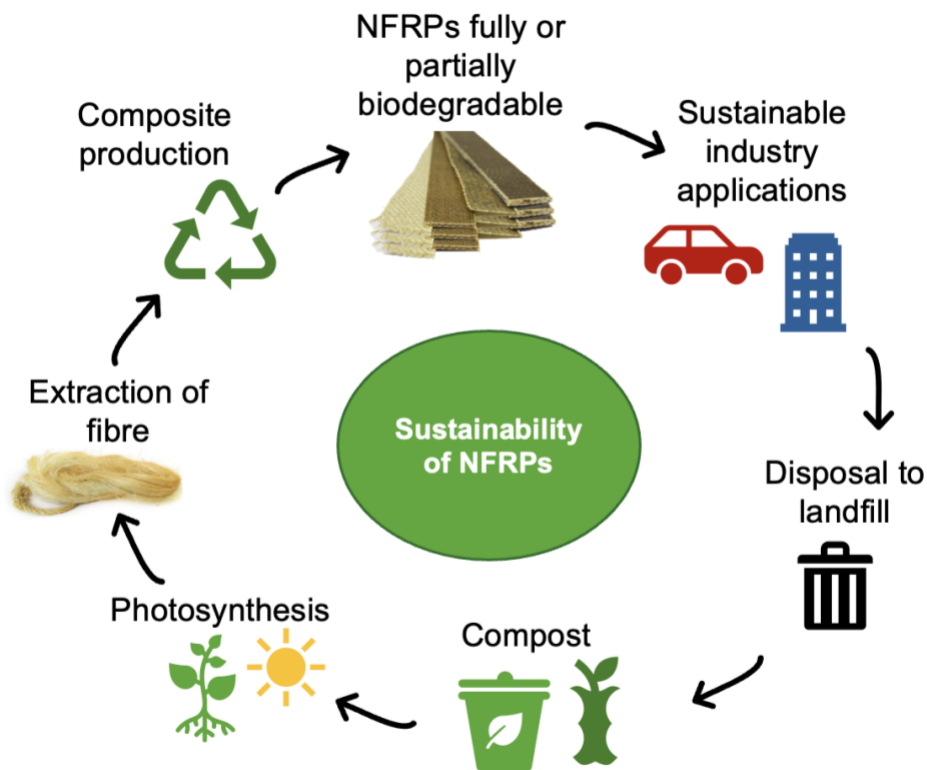 NFRPs fully or
partially
biodegradable
Sustainable
industry
applications
Disposal to
landfill
Compost
Photosynthesis
Extraction of
fibre
Composite
production
Sustainability
of NFRPs